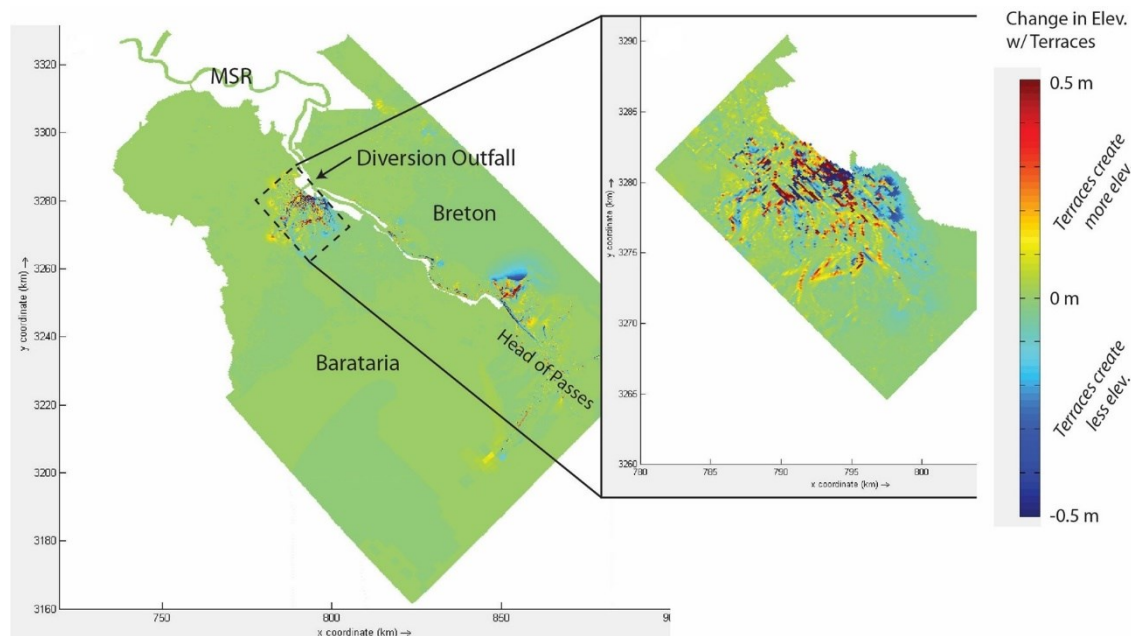 Change in Elev.
w/ Terraces
0.5 m
Terraces create
more elev
0 m
Terraces create
less elev.
-0.5 m
MSR
Diversion Outfall
Breton
Barataria
Head of Passes
y coordinate (km) →
3320
3300
3280
3260
3240
3220
3200
3180
3160
750
800
850
x coordinate (km) →
y coordinate (km) →
3290
3285
3280
3275
3270
3265
3260
780
785
790
795
800
x coordinate (km) →